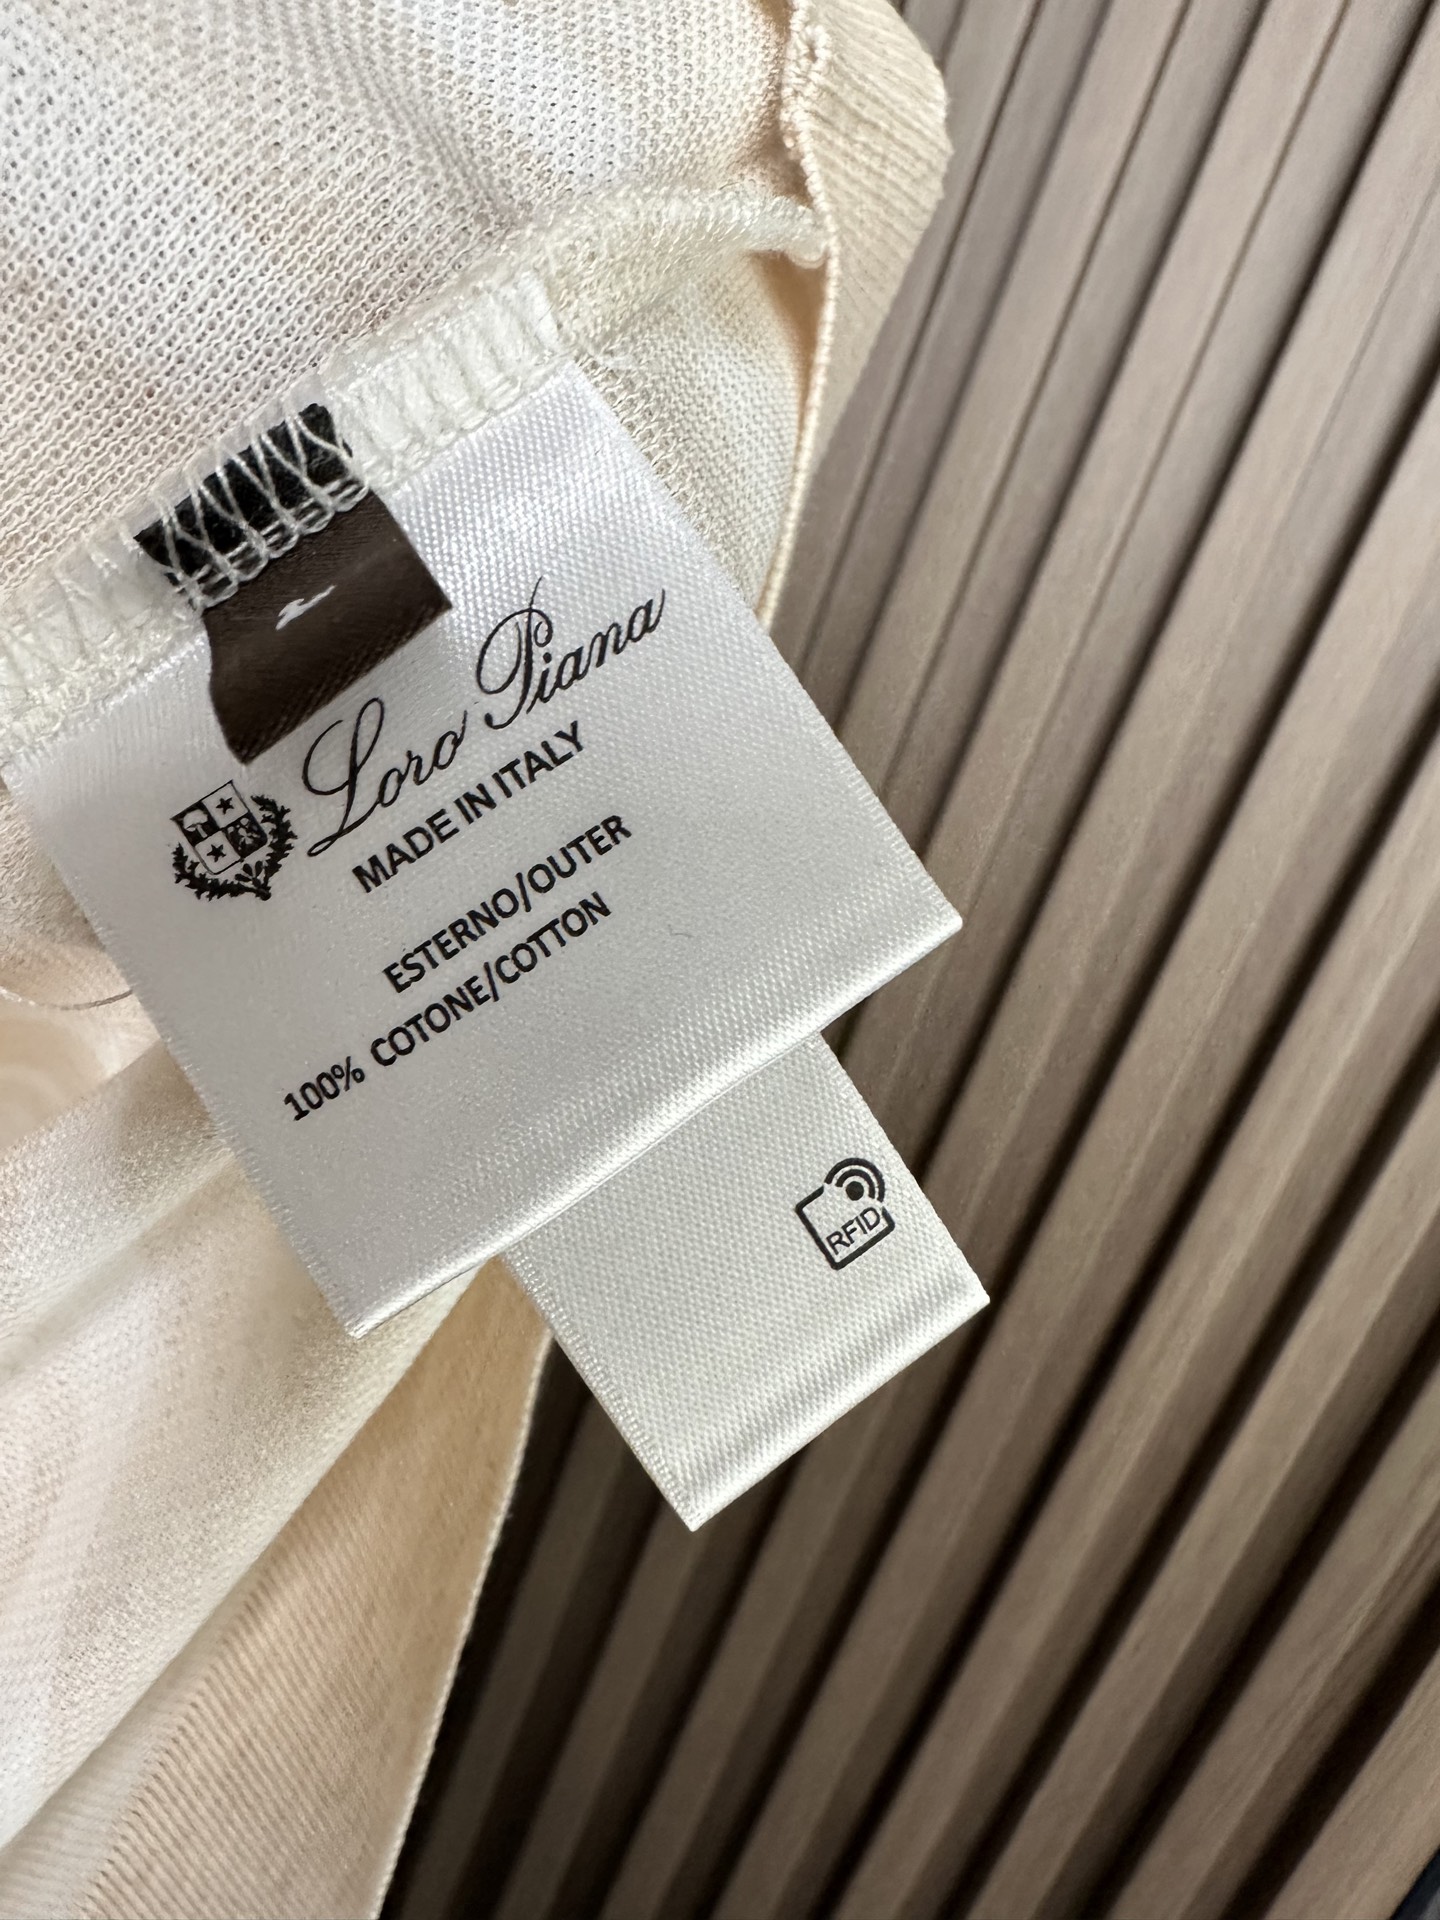 Loro Piana
MADE IN ITALY
ESTERNO/OUTER
100% COTONE/COTTON
RFID